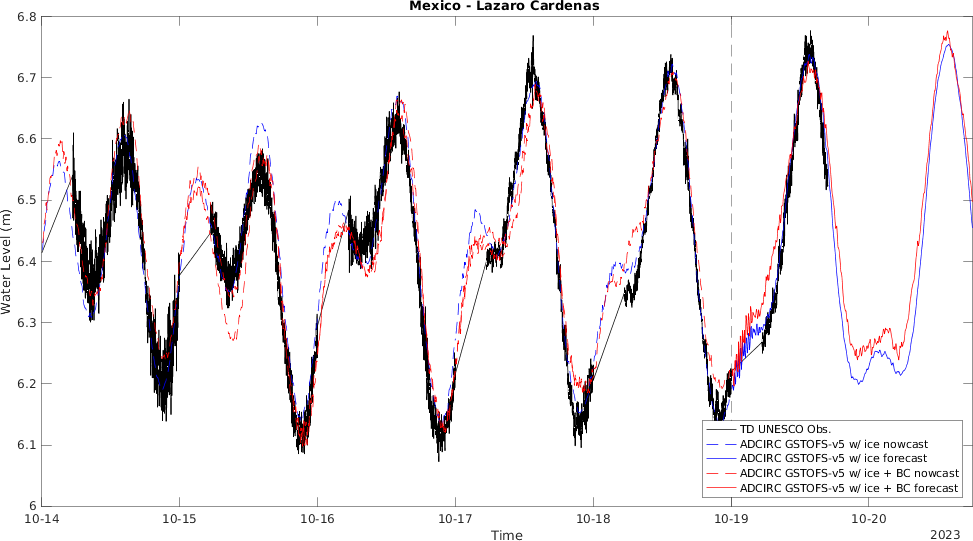 Mexico - Lazaro Cardenas
6.8
6.7
6.6
6.5
6.4
6.3
6.2
6.1
6
Water Level (m)
TD UNESCO Obs.
ADCIRC GSTOFS-v5 w/ ice nowcast
ADCIRC GSTOFS-v5 w/ ice forecast
ADCIRC GSTOFS-v5 w/ ice + BC nowcast
ADCIRC GSTOFS-v5 w/ ice + BC forecast
10-14 10-15 10-16 10-17 10-18 10-19 10-20
Time
2023